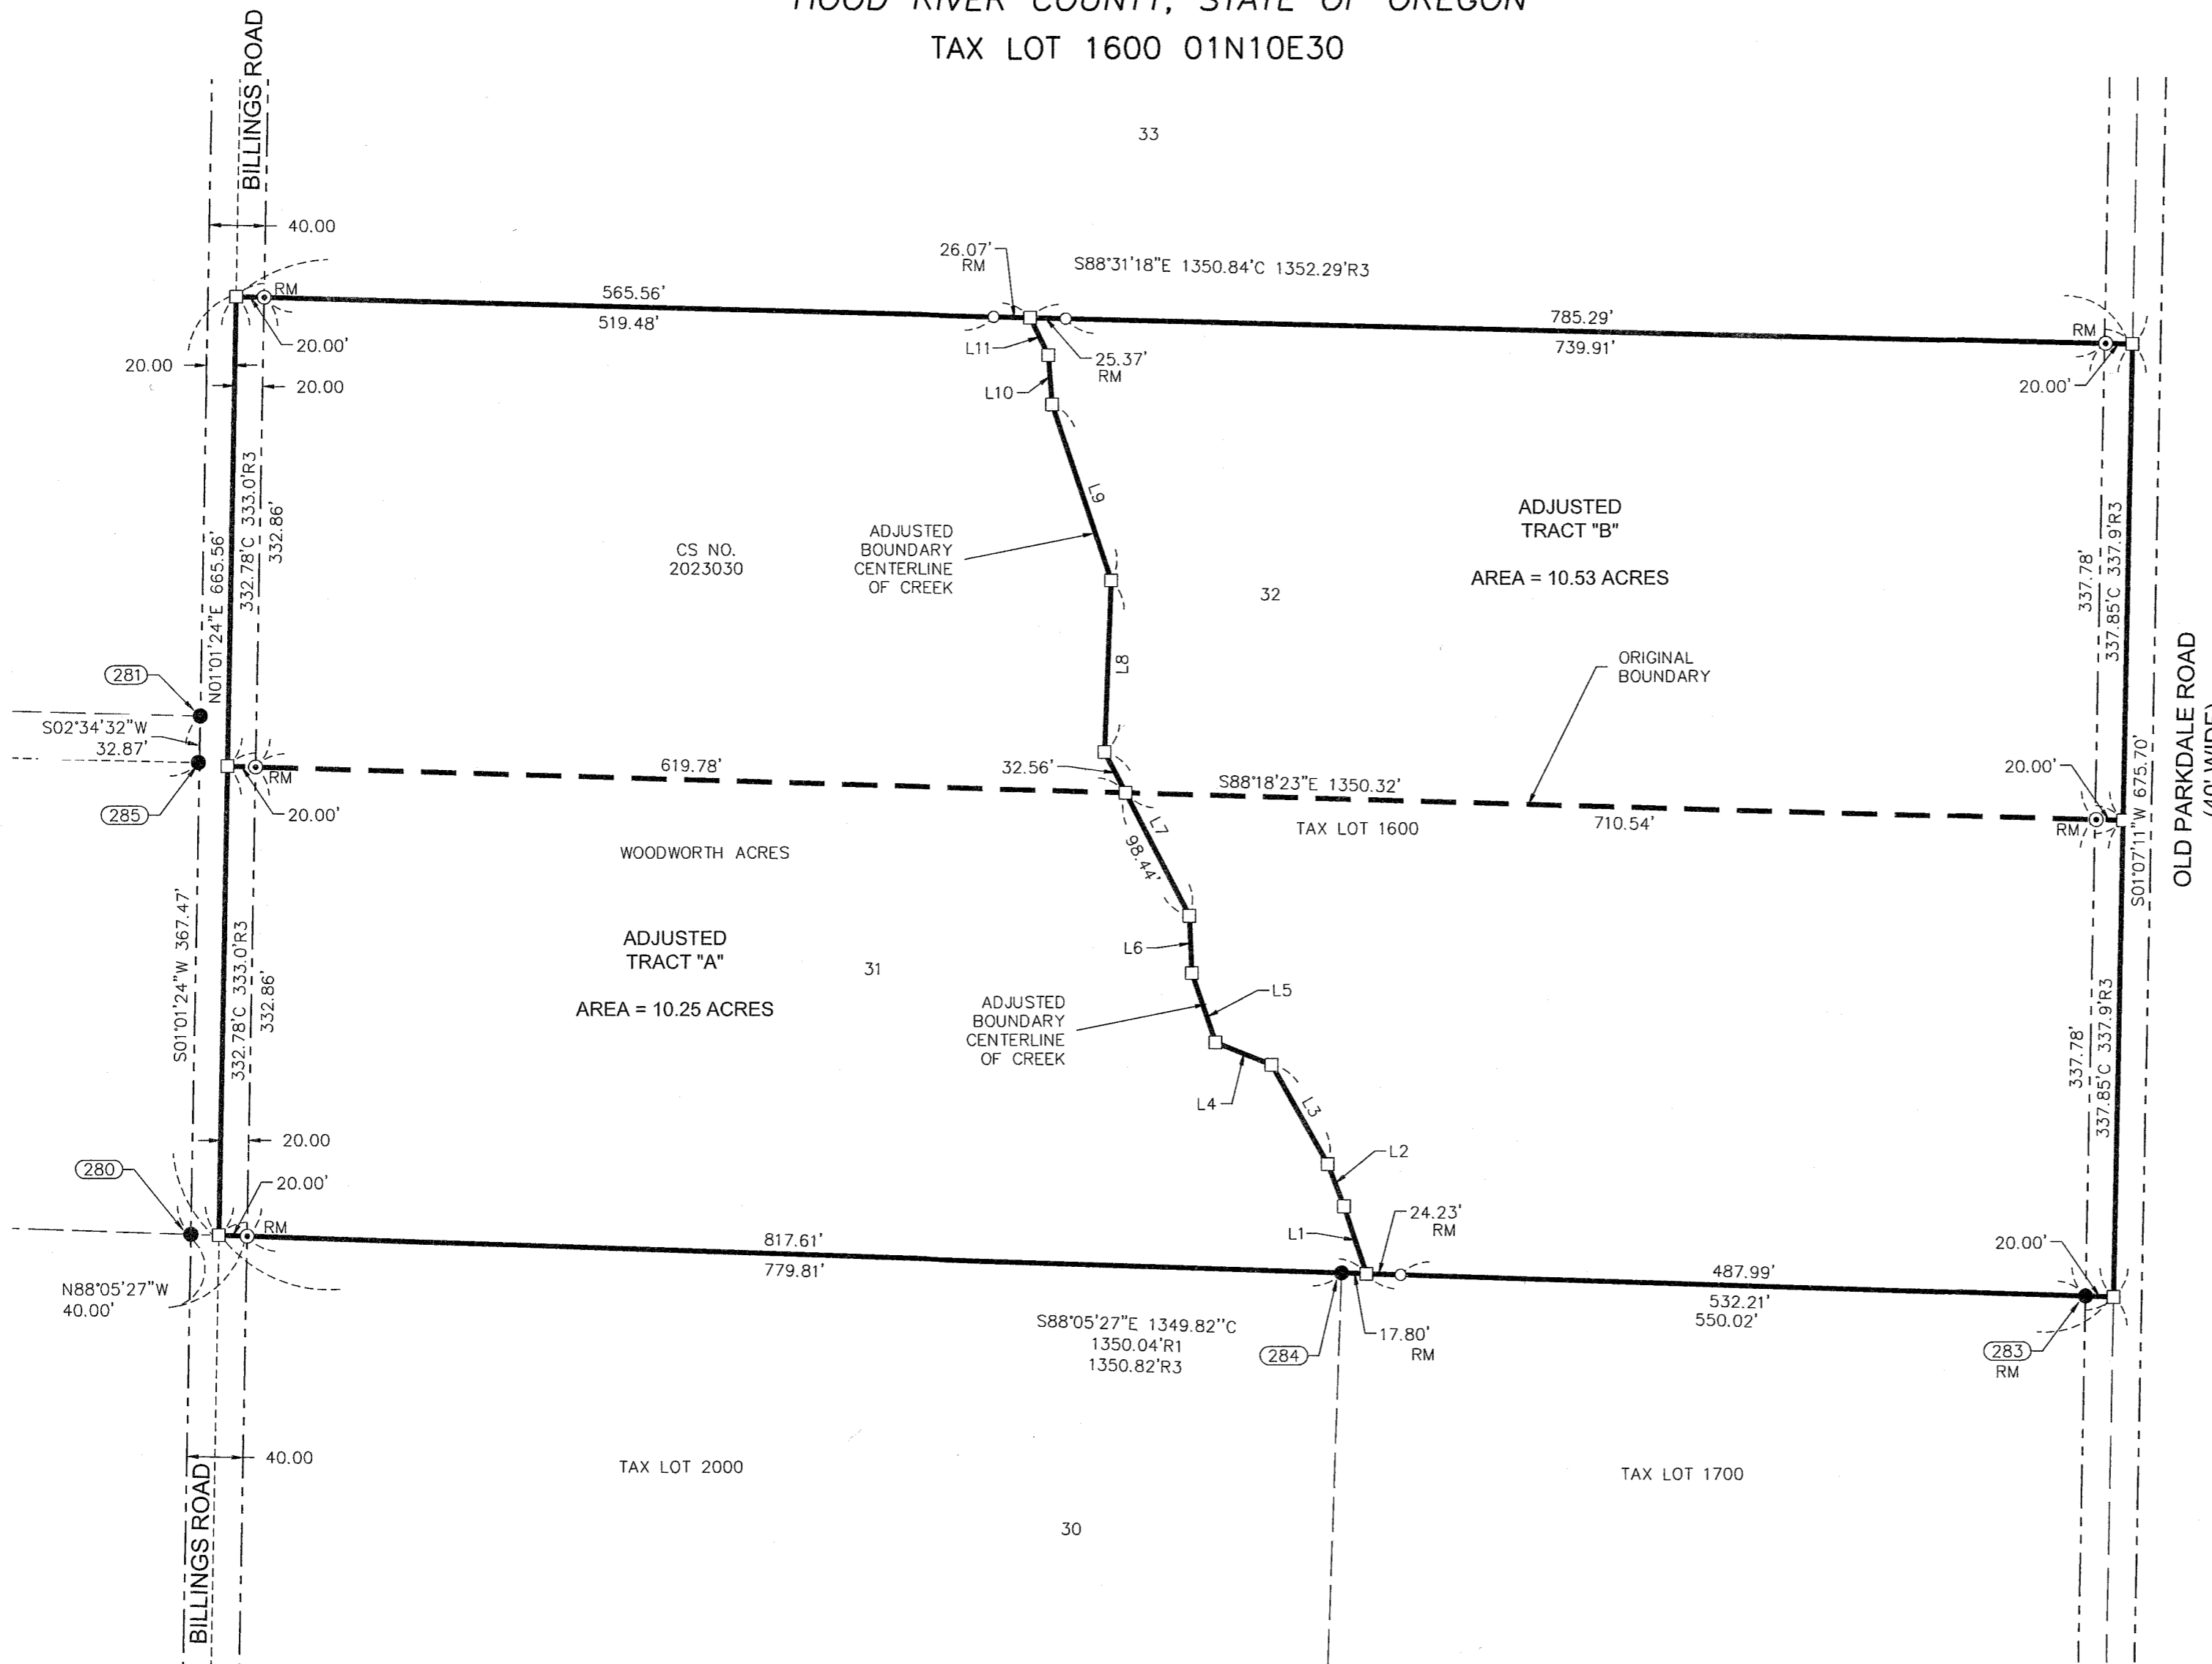 HOOD RIVER COUNTY, STATE OF OREGON
TAX LOT 1600 01N10E30
BILLINGS ROAD
33
40.00
26.07'
RM
S88°31'18"E 1350.84'C 1352.29'R3
RM
565.56'
519.48'
785.29'
739.91'
RM
20.00'
20.00
20.00
L11
25.37'
RM
L10
20.00'
N01°01'24"E 665.56'
332.78'C 333.0'R3
332.86'
L9
ADJUSTED
BOUNDARY
CENTERLINE
OF CREEK
CS NO.
2023030
ADJUSTED
TRACT "B"
AREA = 10.53 ACRES
32
337.78'
337.85'C 337.9'R3
L8
ORIGINAL
BOUNDARY
281
S02°34'32"W
32.87'
285
RM
20.00'
619.78'
32.56'
S88°18'23"E 1350.32'
20.00'
710.54'
RM
TAX LOT 1600
S01°07'11"W 675.70'
OLD PARKDALE ROAD
(40' WIDE)
L7
98.44'
WOODWORTH ACRES
ADJUSTED
TRACT "A"
AREA = 10.25 ACRES
31
L6
S01°01'24"W 367.47'
332.78'C 333.0'R3
332.86'
ADJUSTED
BOUNDARY
CENTERLINE
OF CREEK
L5
L4
L3
337.78'
337.85'C 337.9'R3
20.00
280
20.00'
RM
L2
L1
24.23'
RM
817.61'
779.81'
N88°05'27"W
40.00'
20.00'
487.99'
532.21'
550.02'
S88°05'27"E 1349.82''C
1350.04'R1
1350.82'R3
284
17.80'
RM
283
RM
40.00
BILLINGS ROAD
TAX LOT 2000
TAX LOT 1700
30